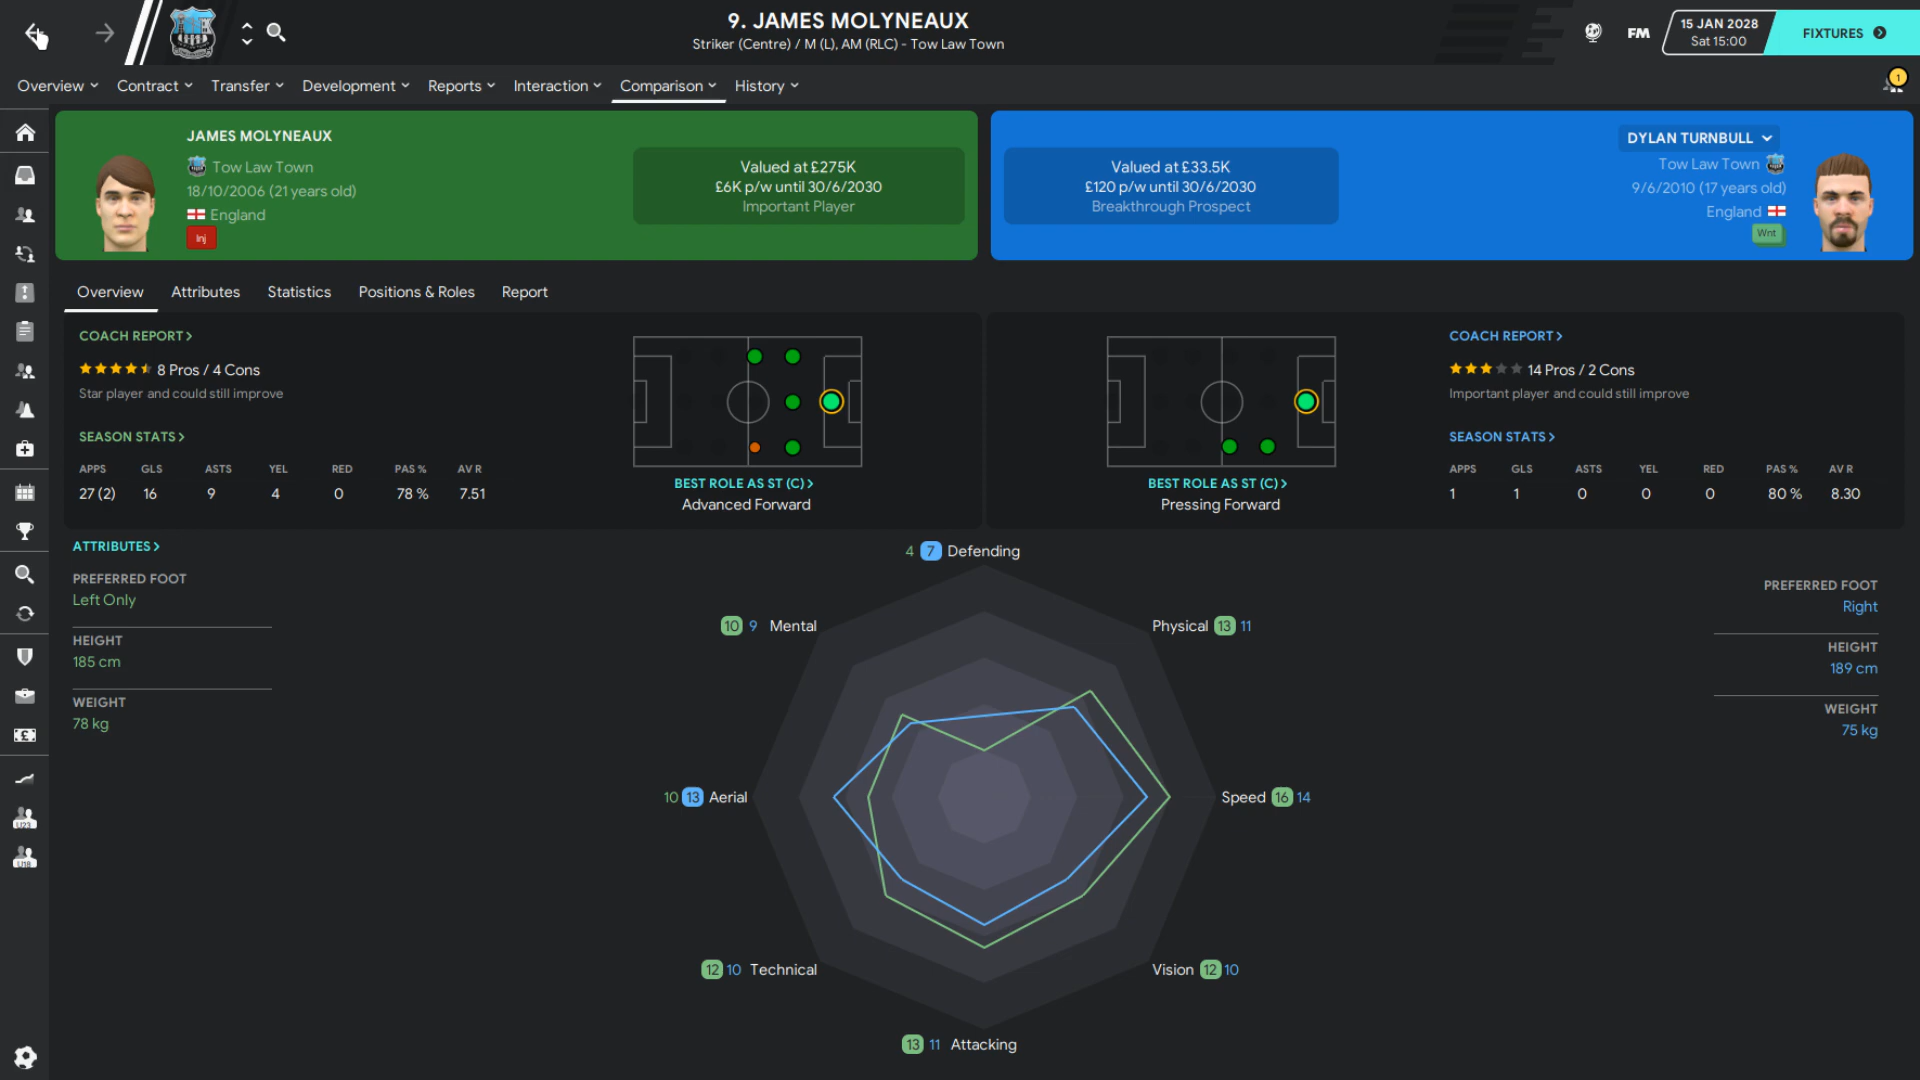 9. JAMES MOLYNEAUX
Striker (Centre) / M (L), AM (RLC) - Tow Law Town
FM
15 JAN 2028
Sat 15:00
FIXTURES
Overview
Contract
Transfer
Development
Reports
Interaction
Comparison
History
1
JAMES MOLYNEAUX
Tow Law Town
18/10/2006 (21 years old)
England
Inj
Valued at £275K
£6K p/w until 30/6/2030
Important Player
Valued at £33.5K
£120 p/w until 30/6/2030
Breakthrough Prospect
DYLAN TURNBULL
Tow Law Town
9/6/2010 (17 years old)
England
Wnt
Overview
Attributes
Statistics
Positions & Roles
Report
COACH REPORT
8 Pros / 4 Cons
Star player and could still improve
SEASON STATS
APPS GLS ASTS YEL RED PAS % AV R
27 (2) 16 9 4 0 78 % 7.51
BEST ROLE AS ST (C)
Advanced Forward
BEST ROLE AS ST (C)
Pressing Forward
COACH REPORT
14 Pros / 2 Cons
Important player and could still improve
SEASON STATS
APPS GLS ASTS YEL RED PAS % AV R
1 1 0 0 0 80 % 8.30
ATTRIBUTES
PREFERRED FOOT
Left Only
HEIGHT
185 cm
WEIGHT
78 kg
4 7 Defending
10 9 Mental
Physical 13 11
10 13 Aerial
Speed 16 14
12 10 Technical
Vision 12 10
13 11 Attacking
PREFERRED FOOT
Right
HEIGHT
189 cm
WEIGHT
75 kg
U23
U18